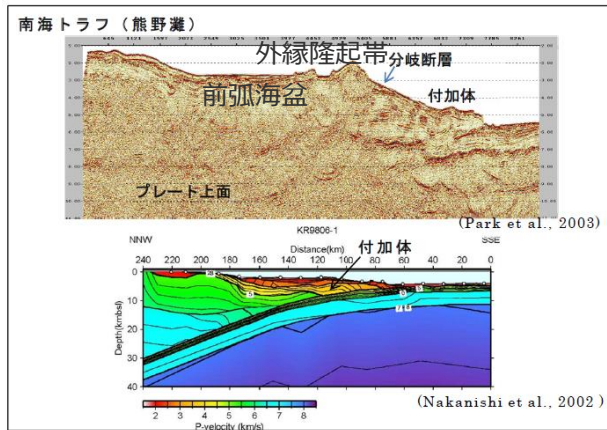 南海トラフ（熊野灘）
外縁隆起帯
分岐断層
前弧海盆
付加体
プレート上面
(Park et al., 2003)
KR9806-1
NNW
Distance(km)
付加体
SSE
240 220 200 180 160 140 120 100 80 60 40 20 0
Depth(kmbsl)
0
10
20
30
40
2 3 4 5 6 7 8
P-velocity (km/s)
(Nakanishi et al., 2002 )